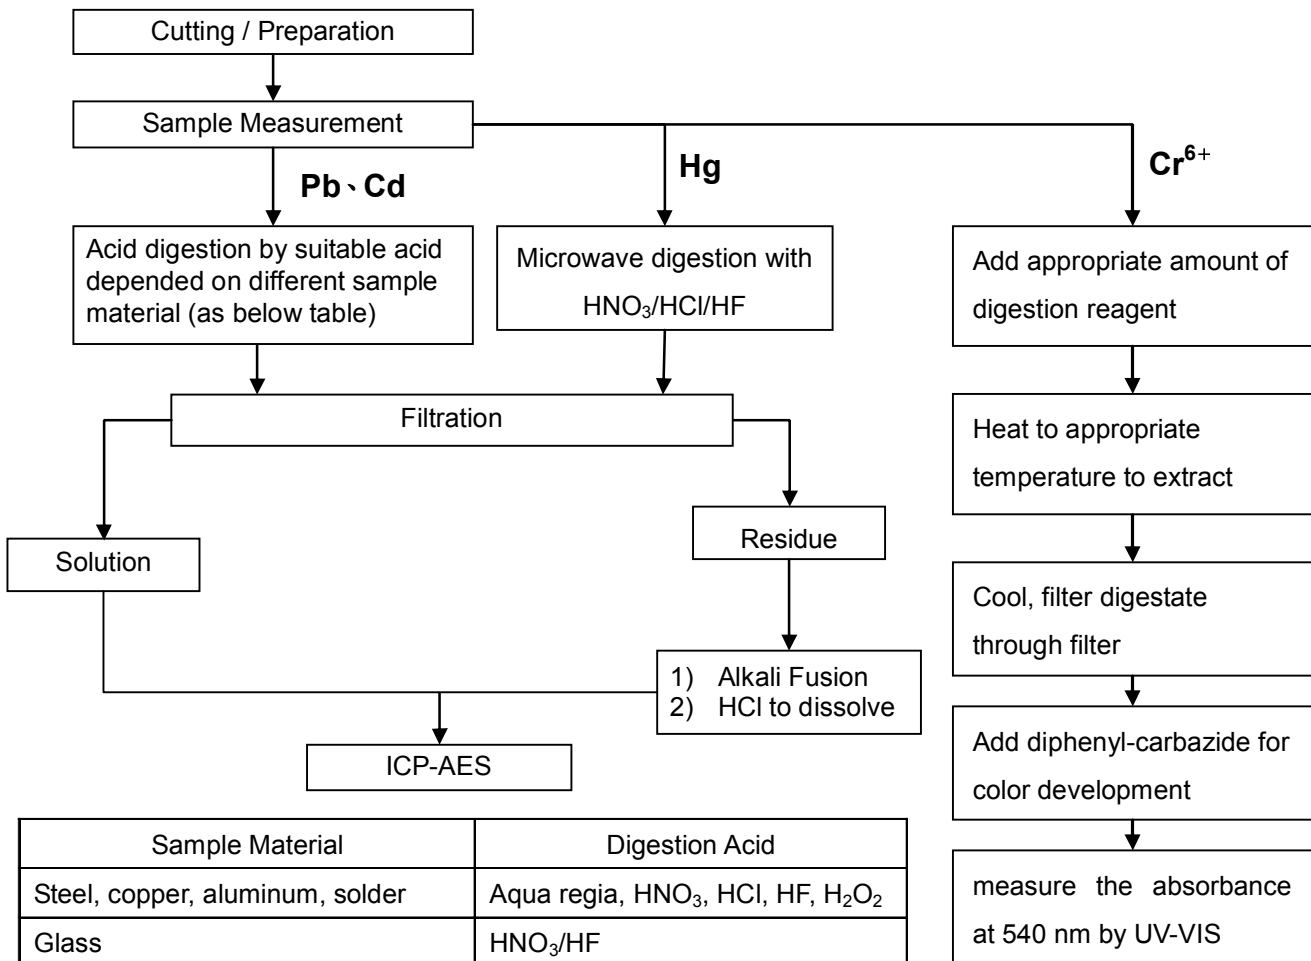 Cutting / Preparation
Sample Measurement
Pb、Cd
Hg
Cr⁶⁺
Acid digestion by suitable acid
depended on different sample
material (as below table)
Microwave digestion with
HNO₃/HCl/HF
Add appropriate amount of
digestion reagent
Filtration
Heat to appropriate
temperature to extract
Solution
Residue
Cool, filter digestate
through filter
1) Alkali Fusion
2) HCl to dissolve
ICP-AES
Add diphenyl-carbazide for
color development
measure the absorbance
at 540 nm by UV-VIS
Sample Material Digestion Acid
Steel, copper, aluminum, solder Aqua regia, HNO₃, HCl, HF, H₂O₂
Glass HNO₃/HF